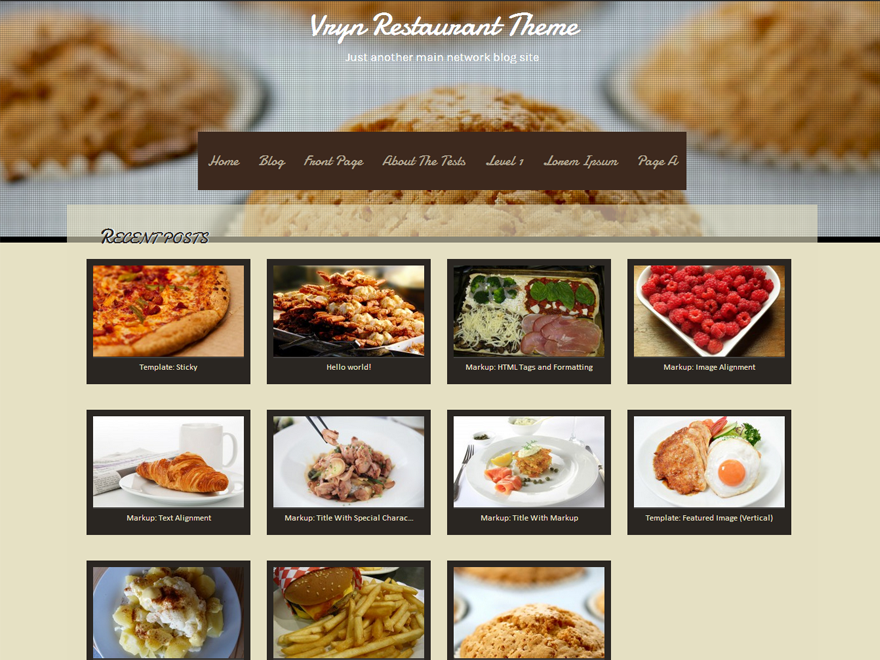 Vryn Restaurant Theme
Just another main network blog site
Home Blog Front Page About The Tests Level 1 Lorem Ipsum Page A
Recent posts
Template: Sticky
Hello world!
Markup: HTML Tags and Formatting
Markup: Image Alignment
Markup: Text Alignment
Markup: Title With Special Charac...
Markup: Title With Markup
Template: Featured Image (Vertical)